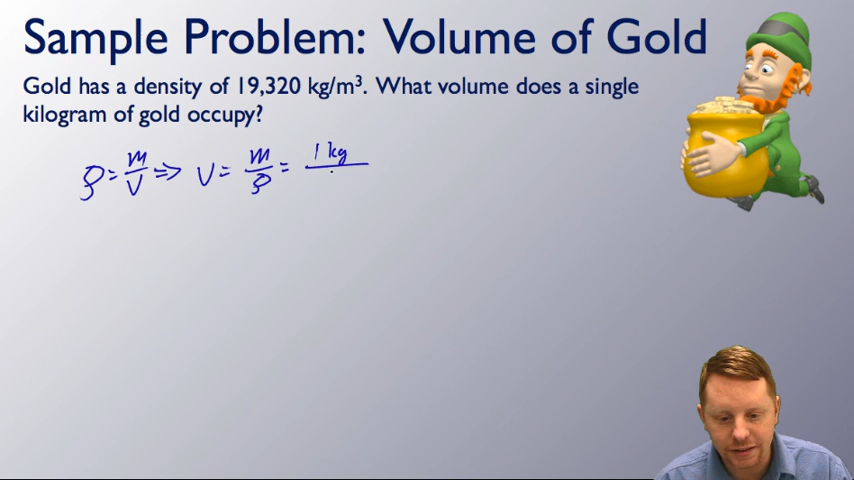 Sample Problem: Volume of Gold
Gold has a density of 19,320 kg/m³. What volume does a single
kilogram of gold occupy?
ρ = m/V ⇒ V = m/ρ = 1 kg/